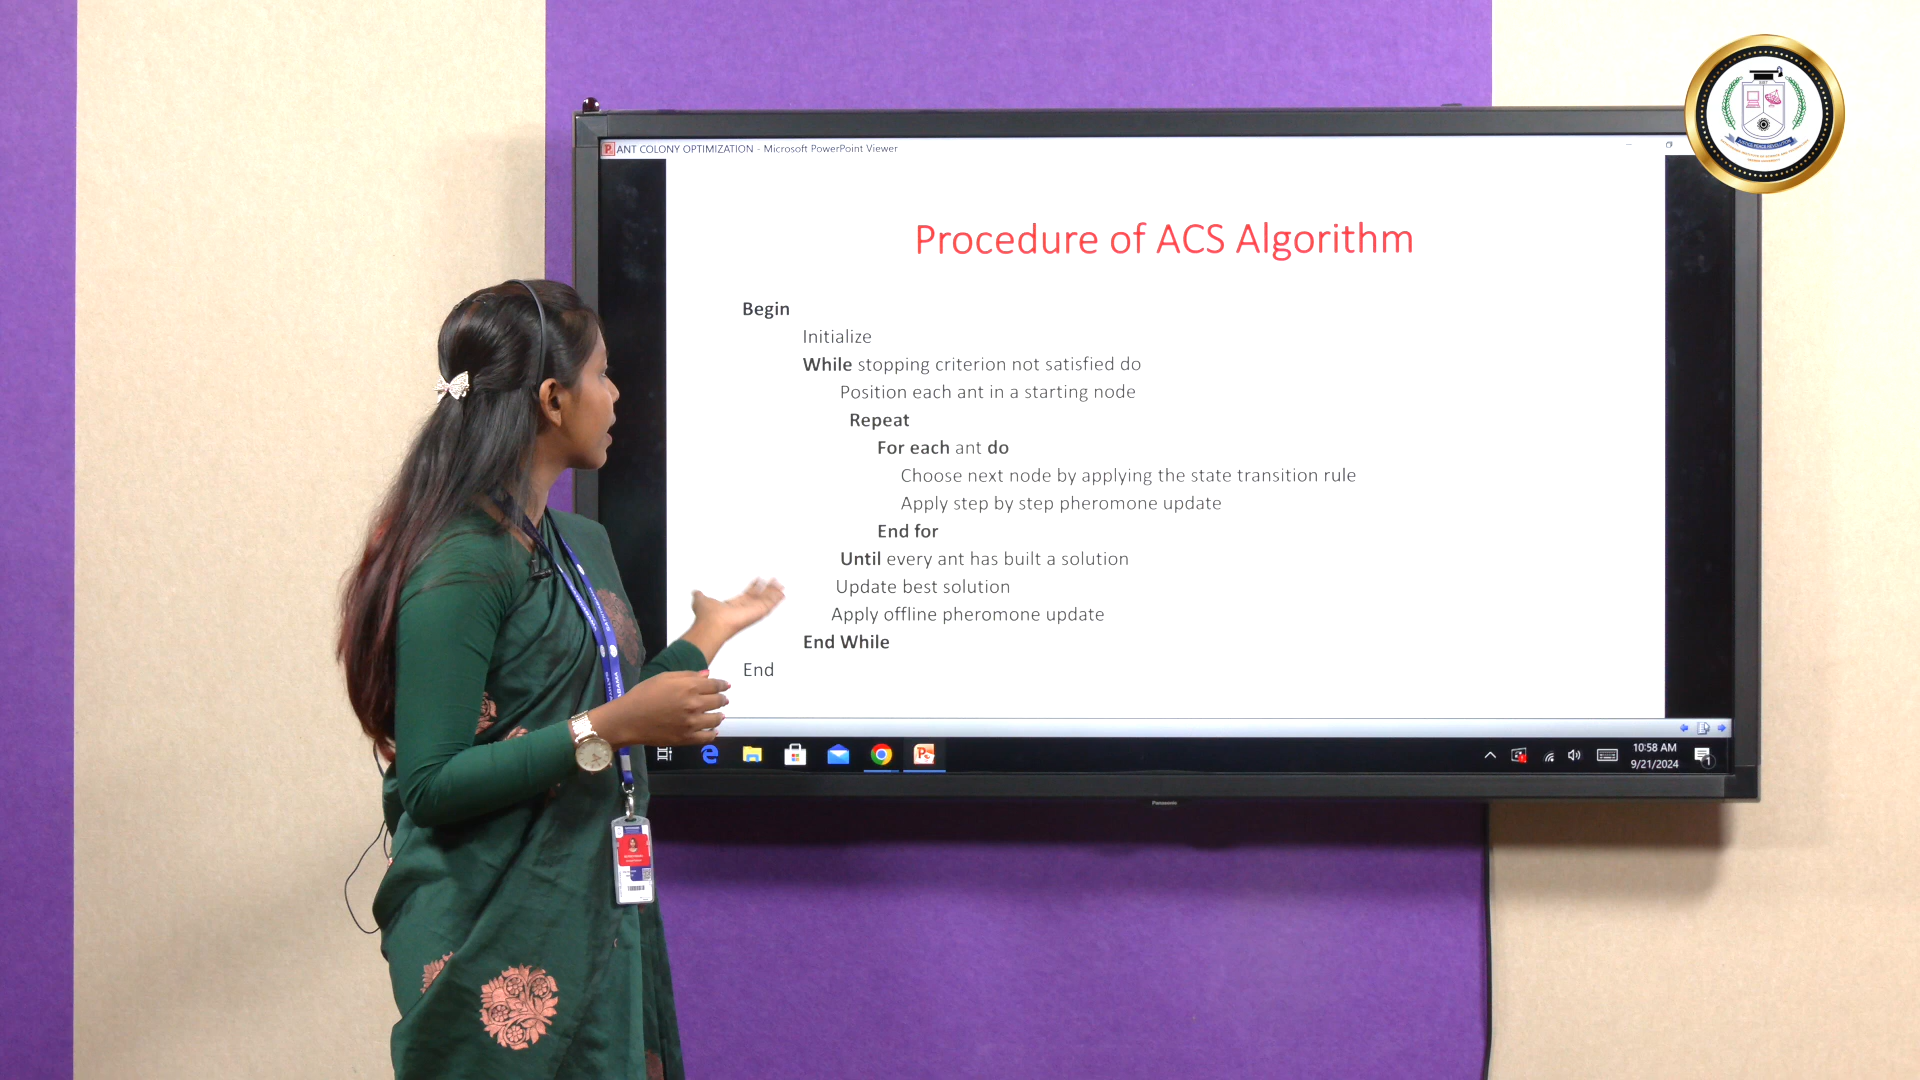 ANT COLONY OPTIMIZATION - Microsoft PowerPoint Viewer
Procedure of ACS Algorithm
Begin
Initialize
While stopping criterion not satisfied do
Position each ant in a starting node
Repeat
For each ant do
Choose next node by applying the state transition rule
Apply step by step pheromone update
End for
Until every ant has built a solution
Update best solution
Apply offline pheromone update
End While
End
10:58 AM
9/21/2024
1
Panasonic